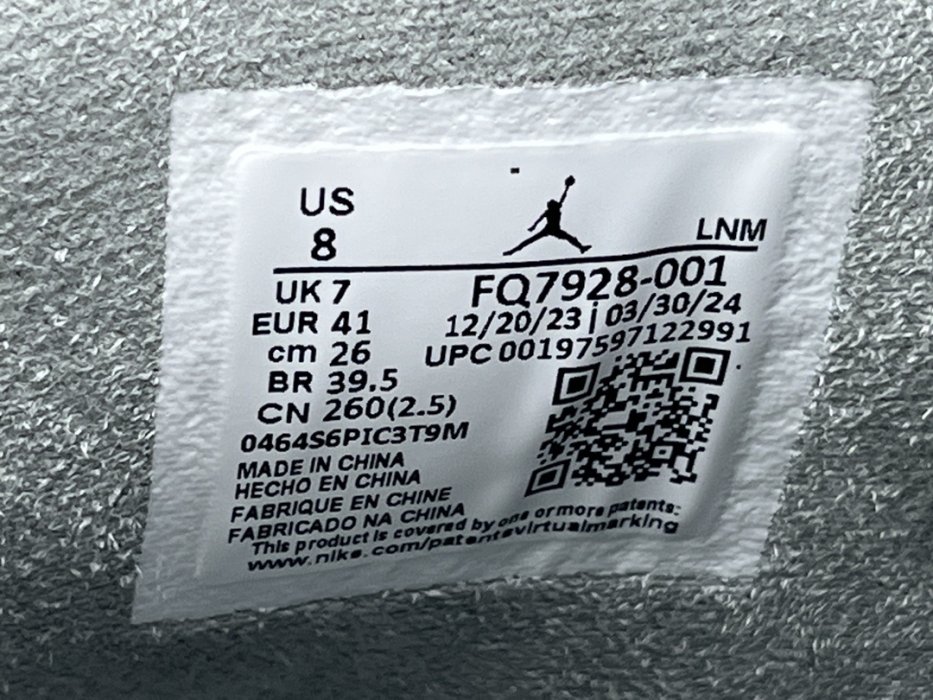 US
8
LNM
UK 7
FQ7928-001
EUR 41
12/20/23 | 03/30/24
cm 26
UPC 00197597122991
BR 39.5
CN 260(2.5)
0464S6PIC3T9M
MADE IN CHINA
HECHO EN CHINA
FABRIQUE EN CHINE
FABRICADO NA CHINA
This product is covered by one or more patents:
www.nike.com/patentsvirtualmarking